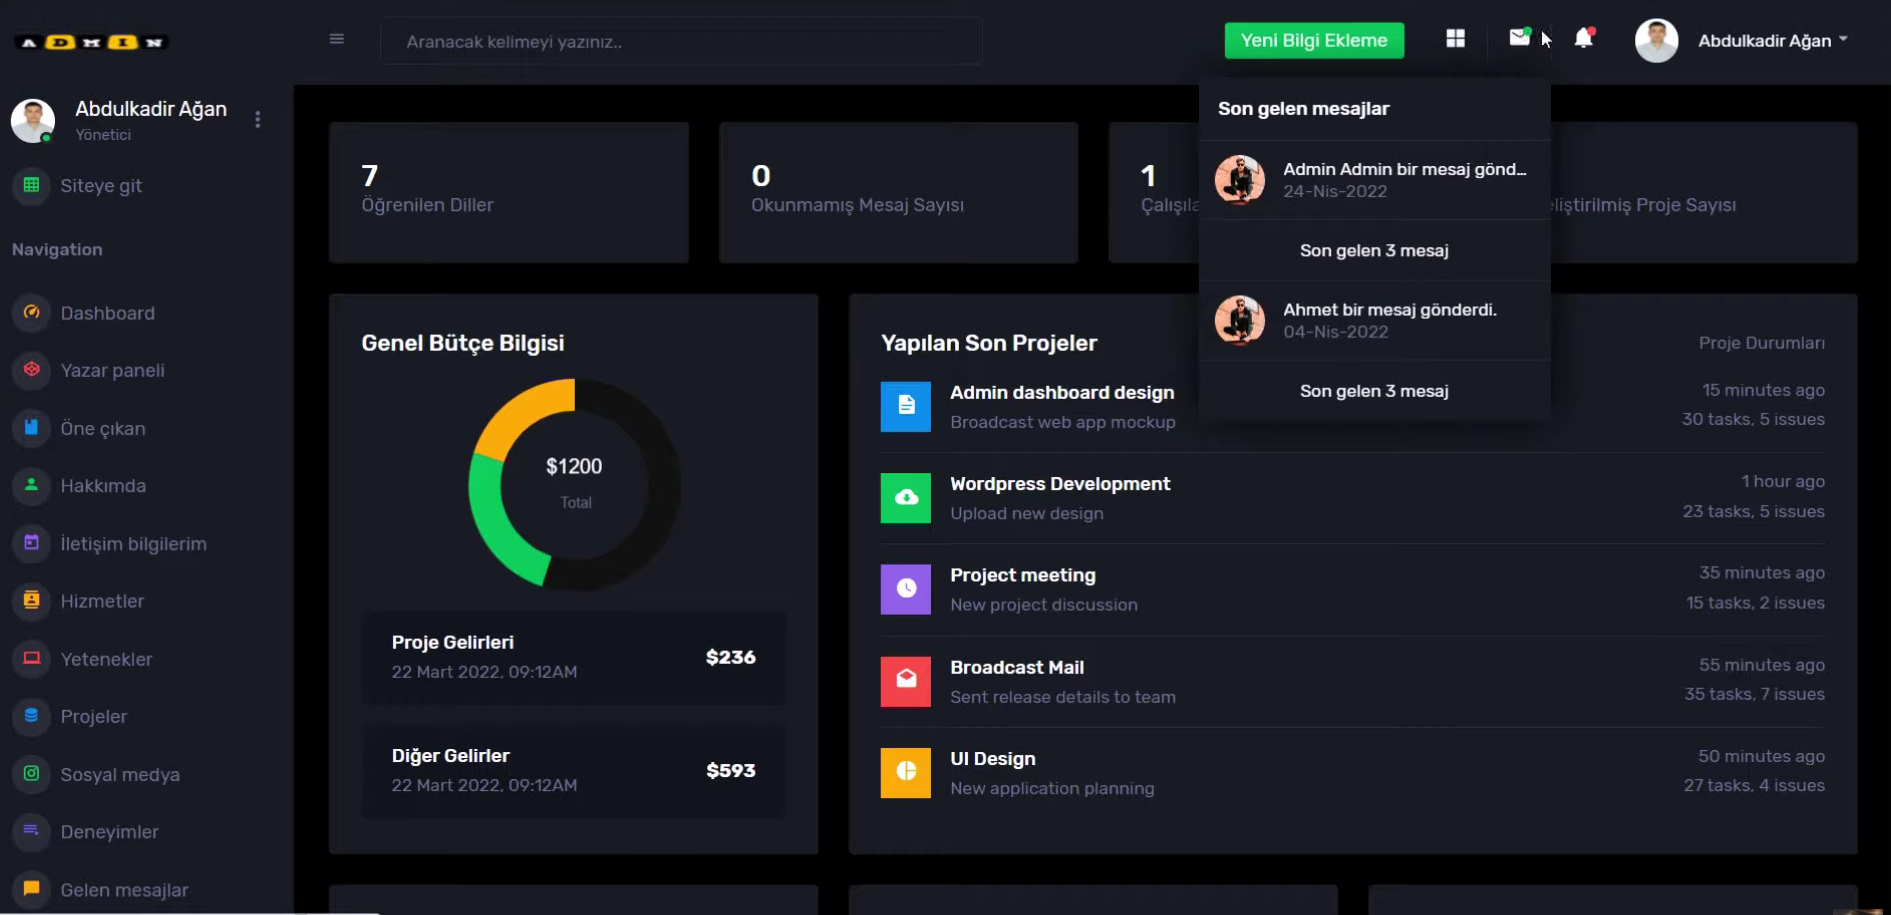 ADMIN
Aranacak kelimeyi yazınız..
Yeni Bilgi Ekleme
Abdulkadir Ağan
Abdulkadir Ağan
Yönetici
Siteye git
Navigation
Dashboard
Yazar paneli
Öne çıkan
Hakkımda
İletişim bilgilerim
Hizmetler
Yetenekler
Projeler
Sosyal medya
Deneyimler
Gelen mesajlar
7
Öğrenilen Diller
0
Okunmamış Mesaj Sayısı
1
Proje Sayısı
Son gelen mesajlar
Admin Admin bir mesaj gönd...
24-Nis-2022
Son gelen 3 mesaj
Ahmet bir mesaj gönderdi.
04-Nis-2022
Son gelen 3 mesaj
Genel Bütçe Bilgisi
$1200
Total
Proje Gelirleri
22 Mart 2022, 09:12AM
$236
Diğer Gelirler
22 Mart 2022, 09:12AM
$593
Yapılan Son Projeler
Proje Durumları
Admin dashboard design
Broadcast web app mockup
15 minutes ago
30 tasks, 5 issues
Wordpress Development
Upload new design
1 hour ago
23 tasks, 5 issues
Project meeting
New project discussion
35 minutes ago
15 tasks, 2 issues
Broadcast Mail
Sent release details to team
55 minutes ago
35 tasks, 7 issues
UI Design
New application planning
50 minutes ago
27 tasks, 4 issues